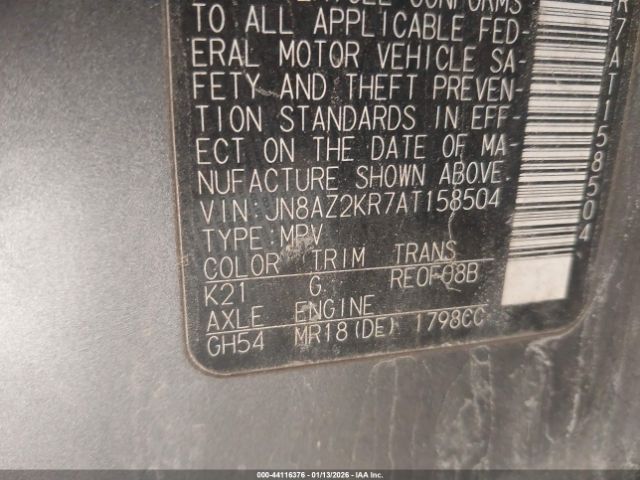 CONFORMS
TO ALL APPLICABLE FED-
ERAL MOTOR VEHICLE SA-
FETY AND THEFT PREVEN-
TION STANDARDS IN EFF-
ECT ON THE DATE OF MA-
NUFACTURE SHOWN ABOVE.
VIN:JN8AZ2KR7AT158504
TYPE:MPV
COLOR TRIM TRANS
K21 G RE0F08B
AXLE ENGINE
GH54 MR18(DE) 1798CC
R7AT158504
000-44116376 - 01/13/2026 - IAA Inc.